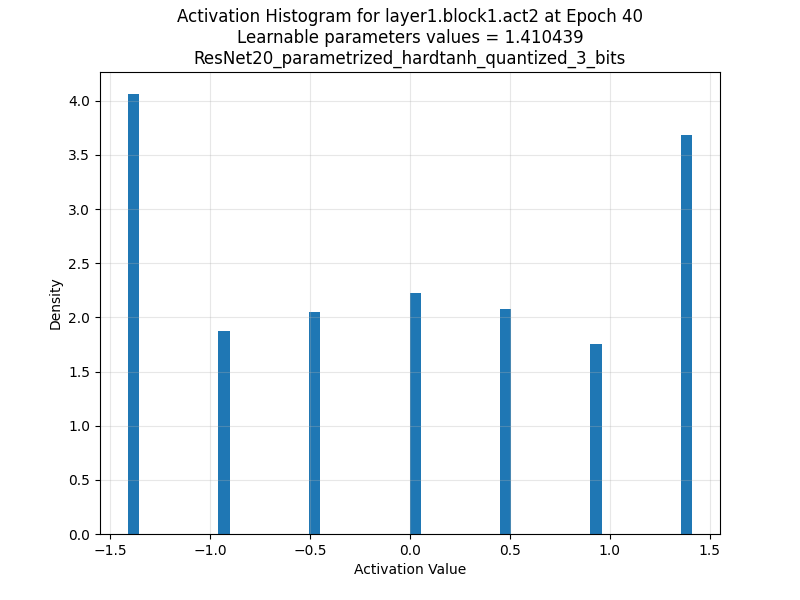 Activation Histogram for layer1.block1.act2 at Epoch 40
Learnable parameters values = 1.410439
ResNet20_parametrized_hardtanh_quantized_3_bits
4.0
3.5
3.0
2.5
2.0
1.5
1.0
0.5
0.0
Density
−1.5 −1.0 −0.5 0.0 0.5 1.0 1.5
Activation Value